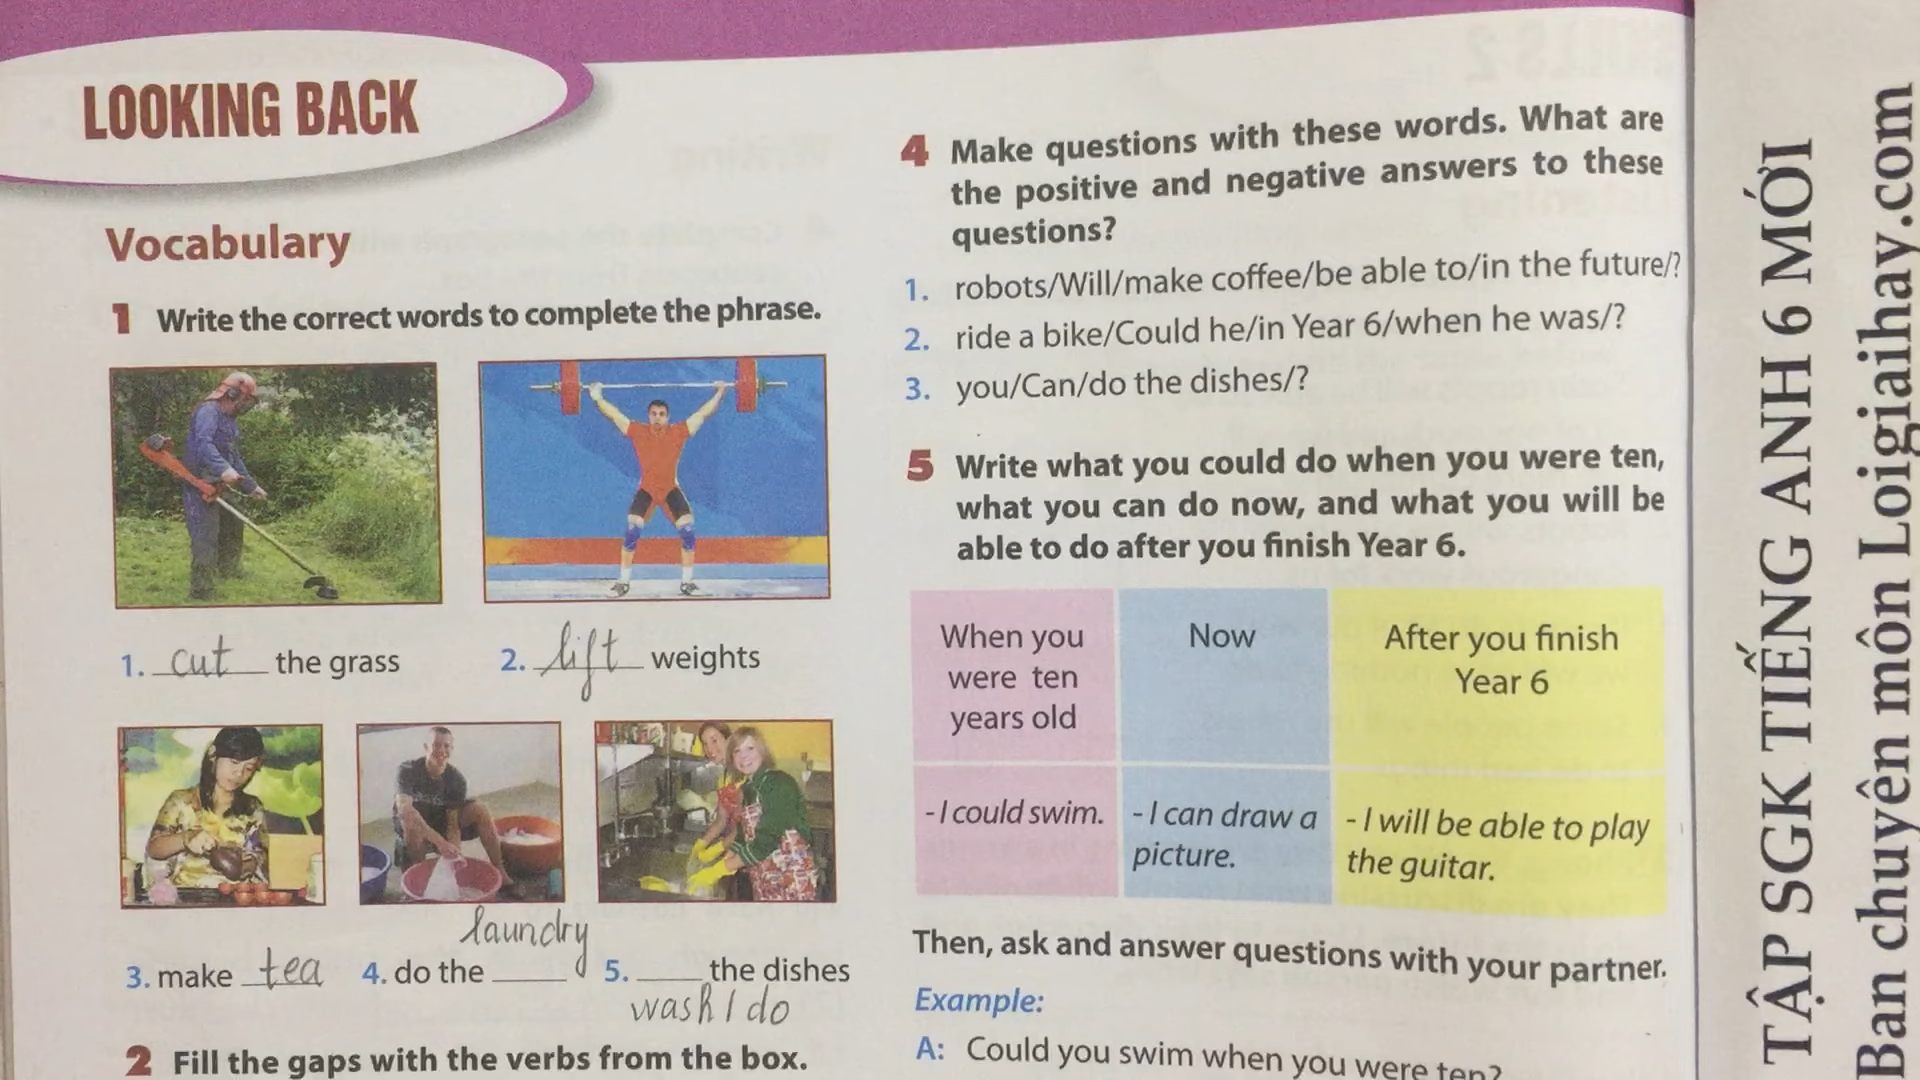 LOOKING BACK
Vocabulary
1 Write the correct words to complete the phrase.
1. cut the grass
2. lift weights
3. make tea
4. do the laundry
5. wash / do the dishes
2 Fill the gaps with the verbs from the box.
4 Make questions with these words. What are
the positive and negative answers to these
questions?
1. robots/Will/make coffee/be able to/in the future/?
2. ride a bike/Could he/in Year 6/when he was/?
3. you/Can/do the dishes/?
5 Write what you could do when you were ten,
what you can do now, and what you will be
able to do after you finish Year 6.
When you
were ten
years old
Now
After you finish
Year 6
- I could swim.
- I can draw a
picture.
- I will be able to play
the guitar.
Then, ask and answer questions with your partner.
Example:
A: Could you swim when you were ten?
TẬP SGK TIẾNG ANH 6 MỚI
Ban chuyên môn Loigiaihay.com